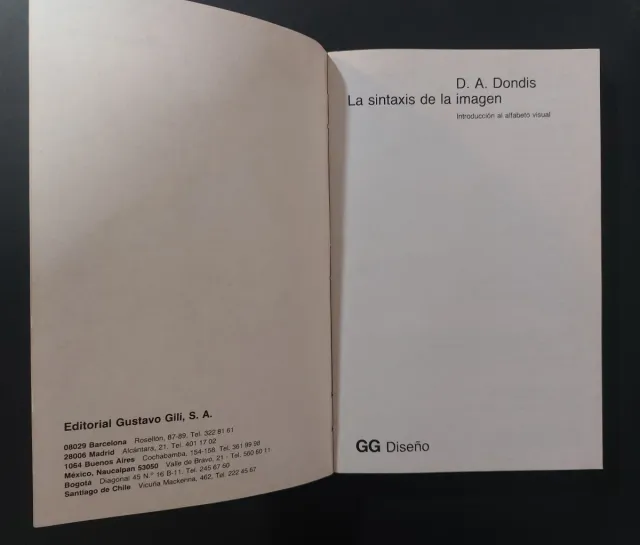 Editorial Gustavo Gili, S. A.
08029 Barcelona Rosellón, 87-89, Tel. 322 81 61
28006 Madrid Alcántara, 21, Tel. 401 17 02
1064 Buenos Aires Cochabamba, 154-158, Tel. 361 99 98
México, Naucalpan 53050 Valle de Bravo, 21 - Tel. 560 60 11
Bogotá Diagonal 45 N.º 16 B-11, Tel. 245 67 60
Santiago de Chile Vicuña Mackenna, 462, Tel. 222 45 67
D. A. Dondis
La sintaxis de la imagen
Introducción al alfabeto visual
GG Diseño